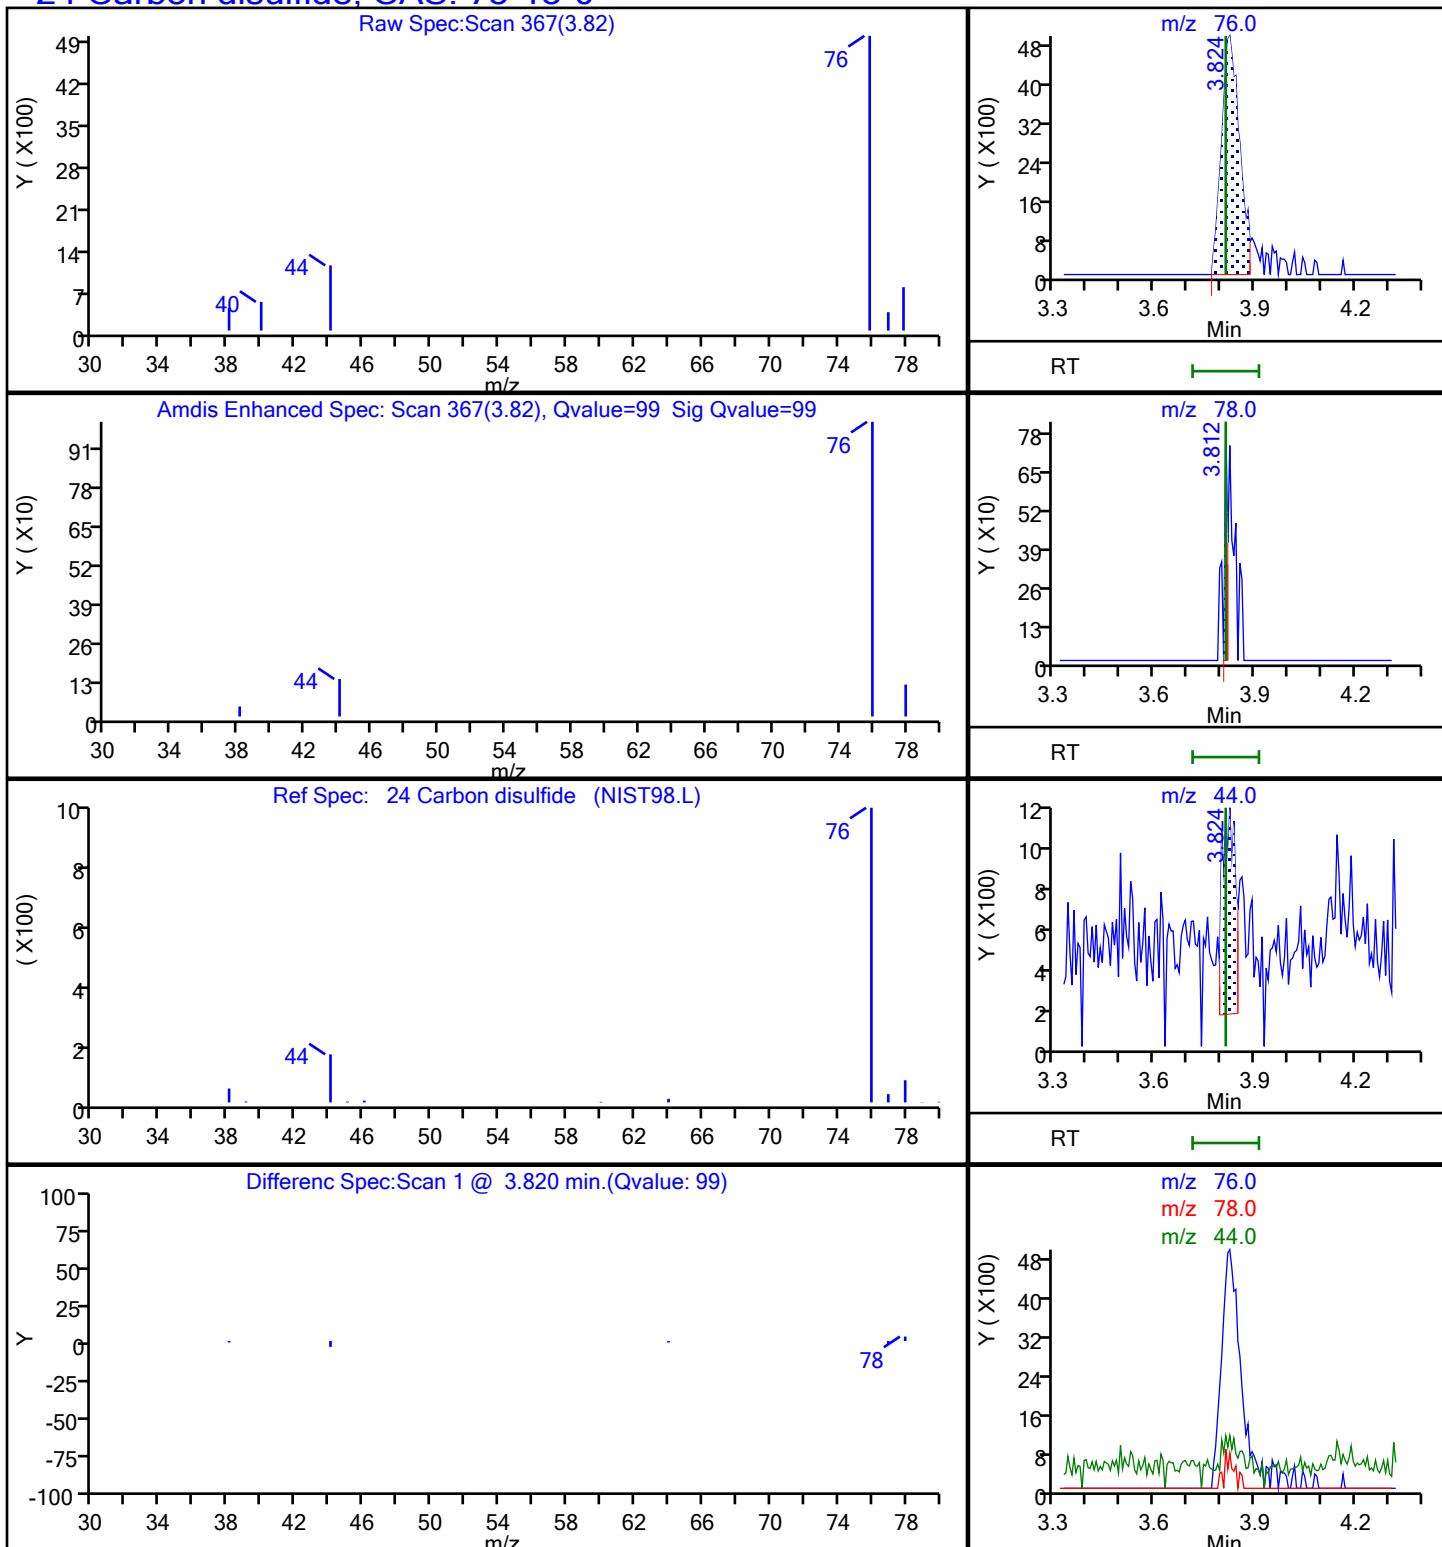 24 Carbon disulfide, CAS: 75-15-0
Raw Spec:Scan 367(3.82)
49
42
35
28
21
14
7
0
Y ( X100)
76
44
40
30 34 38 42 46 50 54 58 62 66 70 74 78
m/z
m/z 76.0
48
40
32
24
16
8
0
Y ( X100)
3.824
3.3 3.6 3.9 4.2
Min
RT
Amdis Enhanced Spec: Scan 367(3.82), Qvalue=99 Sig Qvalue=99
91
78
65
52
39
26
13
0
Y ( X10)
76
44
30 34 38 42 46 50 54 58 62 66 70 74 78
m/z
m/z 78.0
78
65
52
39
26
13
0
Y ( X10)
3.812
3.3 3.6 3.9 4.2
Min
RT
Ref Spec: 24 Carbon disulfide (NIST98.L)
10
8
6
4
2
0
( X100)
76
44
30 34 38 42 46 50 54 58 62 66 70 74 78
m/z
m/z 44.0
12
10
8
6
4
2
0
Y ( X100)
3.824
3.3 3.6 3.9 4.2
Min
RT
Differenc Spec:Scan 1 @ 3.820 min.(Qvalue: 99)
100
75
50
25
0
-25
-50
-75
-100
Y
78
30 34 38 42 46 50 54 58 62 66 70 74 78
m/z
m/z 76.0
m/z 78.0
m/z 44.0
48
40
32
24
16
8
0
Y ( X100)
3.3 3.6 3.9 4.2
Min